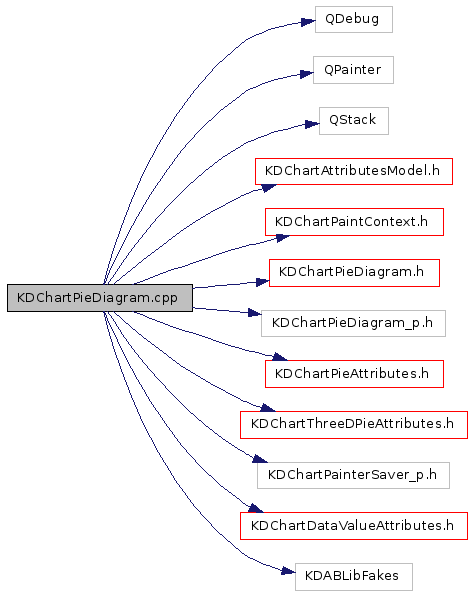 QDebug
QPainter
QStack
KDChartAttributesModel.h
KDChartPaintContext.h
KDChartPieDiagram.h
KDChartPieDiagram.cpp
KDChartPieDiagram_p.h
KDChartPieAttributes.h
KDChartThreeDPieAttributes.h
KDChartPainterSaver_p.h
KDChartDataValueAttributes.h
KDABLibFakes